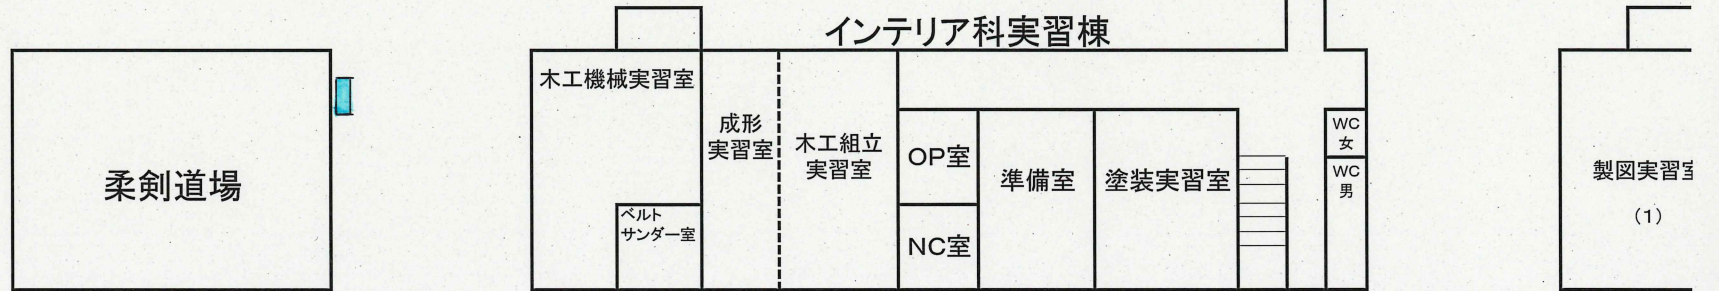 インテリア科実習棟
柔剣道場
木工機械実習室
ベルト
サンダー室
成形
実習室
木工組立
実習室
OP室
NC室
準備室
塗装実習室
WC
女
WC
男
製図実習室
(1)